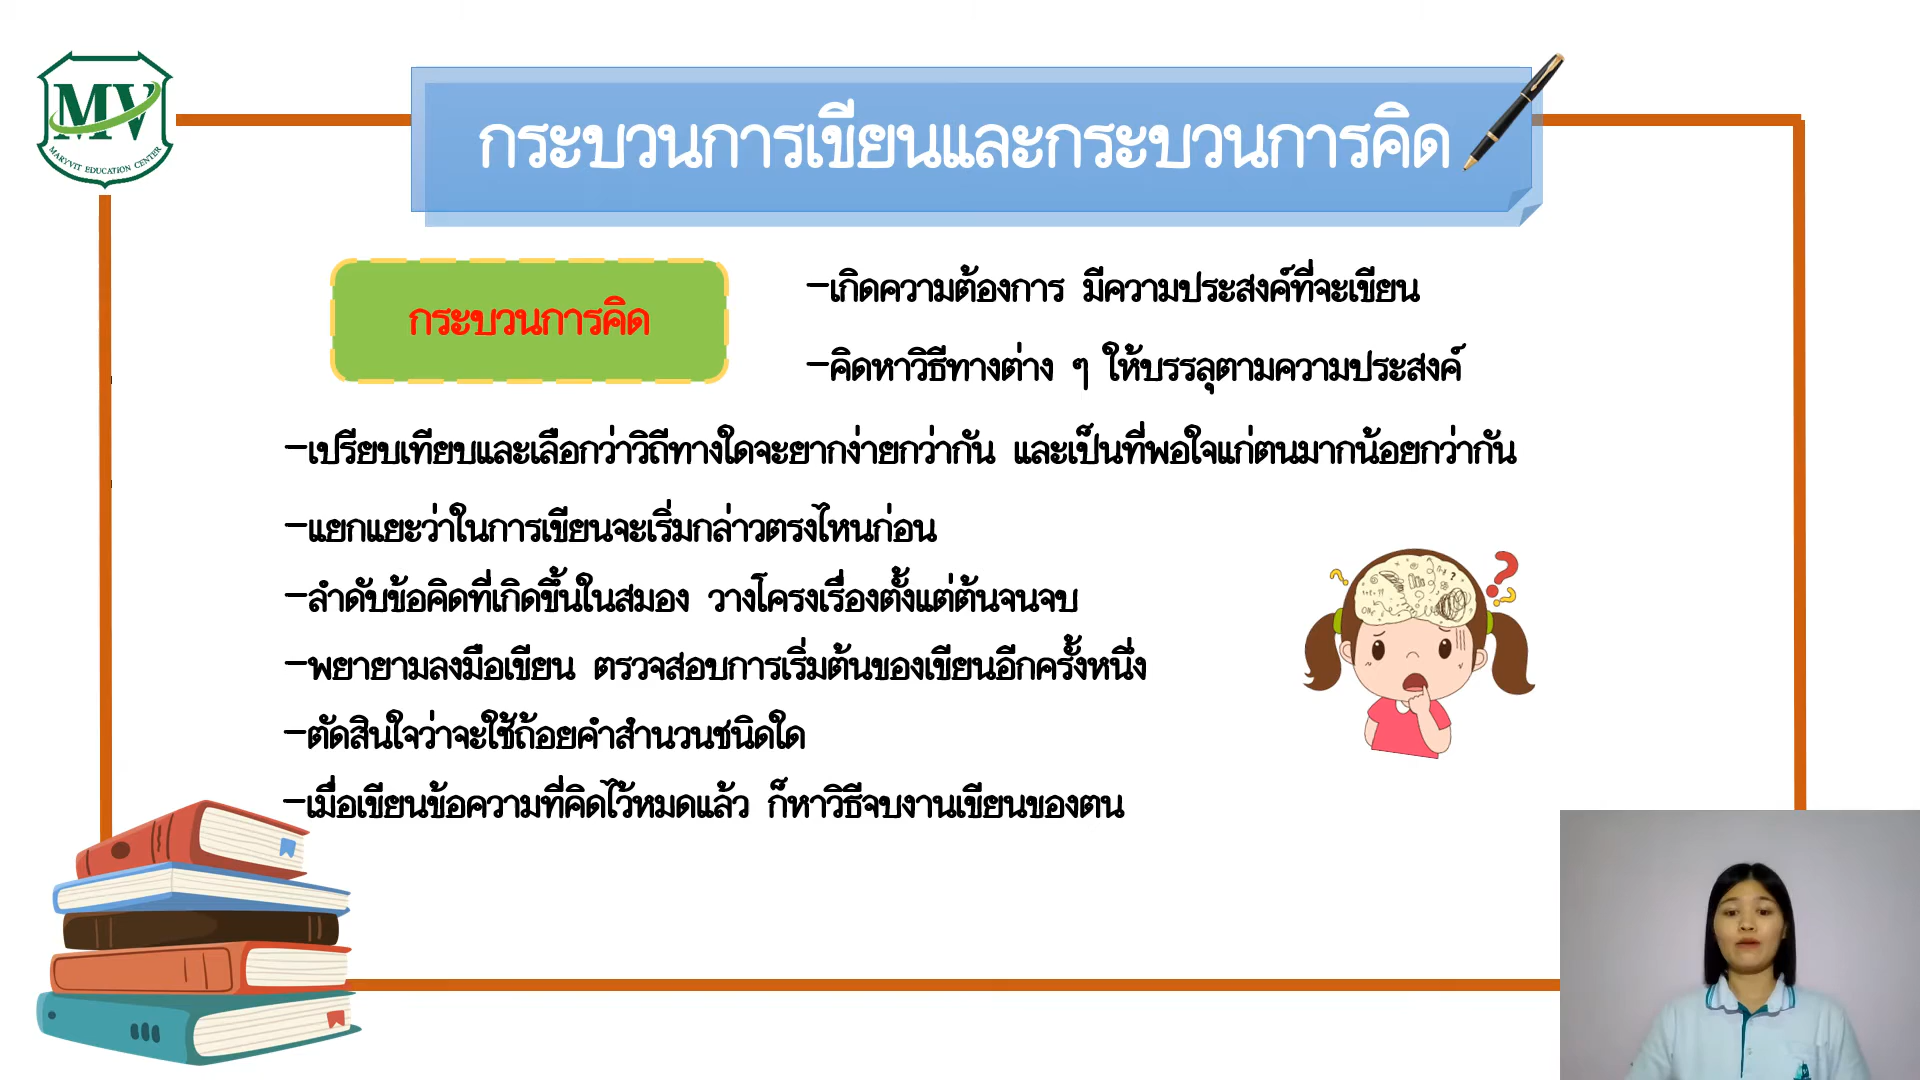 MV
MARYVIT EDUCATION CENTER
กระบวนการเขียนและกระบวนการคิด
กระบวนการคิด
-เกิดความต้องการ มีความประสงค์ที่จะเขียน
-คิดหาวิธีทางต่าง ๆ ให้บรรลุตามความประสงค์
-เปรียบเทียบและเลือกว่าวิถีทางใดจะยากง่ายกว่ากัน และเป็นที่พอใจแก่ตนมากน้อยกว่ากัน
-แยกแยะว่าในการเขียนจะเริ่มกล่าวตรงไหนก่อน
-ลำดับข้อคิดที่เกิดขึ้นในสมอง วางโครงเรื่องตั้งแต่ต้นจนจบ
-พยายามลงมือเขียน ตรวจสอบการเริ่มต้นของเขียนอีกครั้งหนึ่ง
-ตัดสินใจว่าจะใช้ถ้อยคำสำนวนชนิดใด
-เมื่อเขียนข้อความที่คิดไว้หมดแล้ว ก็หาวิธีจบงานเขียนของตน